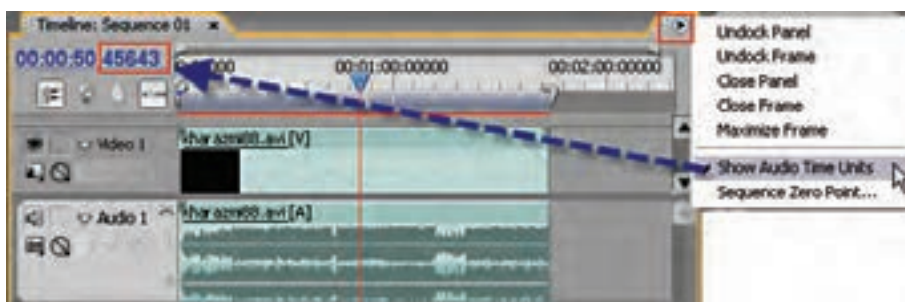 Timeline: Sequence 01
00:00:50 45643
00:01:00:00000
00:02:00:00000
Video 1
kharazmi88.avi [V]
Audio 1
kharazmi88.avi [A]
Undock Panel
Undock Frame
Close Panel
Close Frame
Maximize Frame
Show Audio Time Units
Sequence Zero Point...